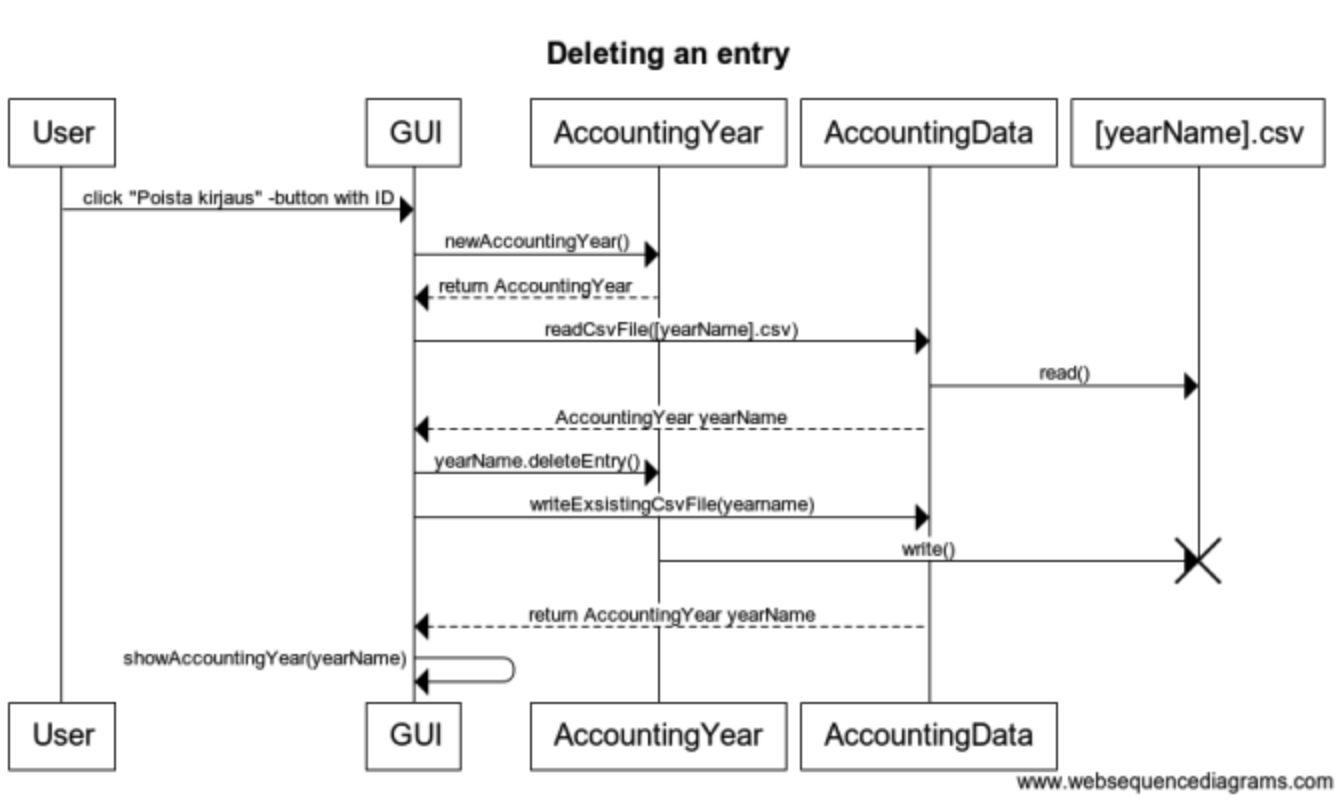 Deleting an entry
User
GUI
AccountingYear
AccountingData
[yearName].csv
click "Poista kirjaus" -button with ID
newAccountingYear()
return AccountingYear
readCsvFile([yearName].csv)
read()
AccountingYear yearName
yearName.deleteEntry()
writeExsistingCsvFile(yearname)
write()
return AccountingYear yearName
showAccountingYear(yearName)
User
GUI
AccountingYear
AccountingData
www.websequencediagrams.com